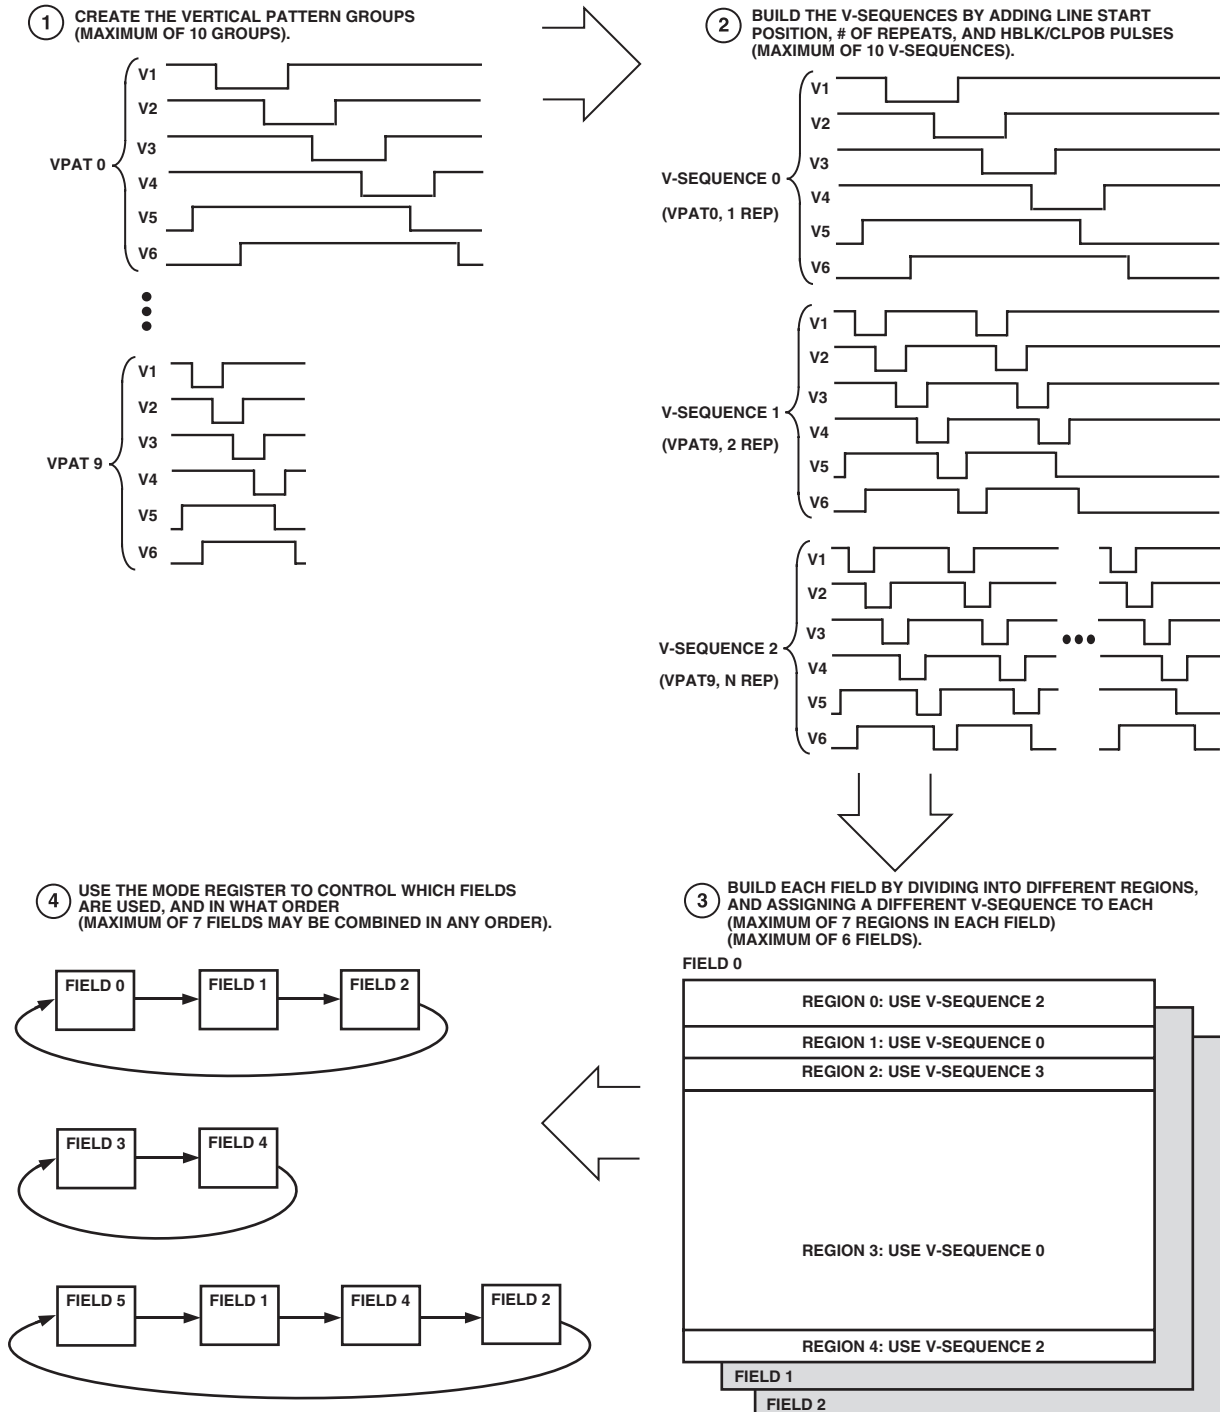 1 CREATE THE VERTICAL PATTERN GROUPS
(MAXIMUM OF 10 GROUPS).
VPAT 0
V1
V2
V3
V4
V5
V6
VPAT 9
V1
V2
V3
V4
V5
V6
2 BUILD THE V-SEQUENCES BY ADDING LINE START
POSITION, # OF REPEATS, AND HBLK/CLPOB PULSES
(MAXIMUM OF 10 V-SEQUENCES).
V-SEQUENCE 0
(VPAT0, 1 REP)
V1
V2
V3
V4
V5
V6
V-SEQUENCE 1
(VPAT9, 2 REP)
V1
V2
V3
V4
V5
V6
V-SEQUENCE 2
(VPAT9, N REP)
V1
V2
V3
V4
V5
V6
3 BUILD EACH FIELD BY DIVIDING INTO DIFFERENT REGIONS,
AND ASSIGNING A DIFFERENT V-SEQUENCE TO EACH
(MAXIMUM OF 7 REGIONS IN EACH FIELD)
(MAXIMUM OF 6 FIELDS).
FIELD 0
REGION 0: USE V-SEQUENCE 2
REGION 1: USE V-SEQUENCE 0
REGION 2: USE V-SEQUENCE 3
REGION 3: USE V-SEQUENCE 0
REGION 4: USE V-SEQUENCE 2
FIELD 1
FIELD 2
4 USE THE MODE REGISTER TO CONTROL WHICH FIELDS
ARE USED, AND IN WHAT ORDER
(MAXIMUM OF 7 FIELDS MAY BE COMBINED IN ANY ORDER).
FIELD 0 FIELD 1 FIELD 2
FIELD 3 FIELD 4
FIELD 5 FIELD 1 FIELD 4 FIELD 2